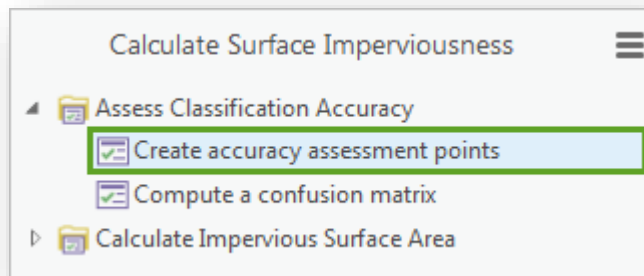 Calculate Surface Imperviousness
Assess Classification Accuracy
Create accuracy assessment points
Compute a confusion matrix
Calculate Impervious Surface Area